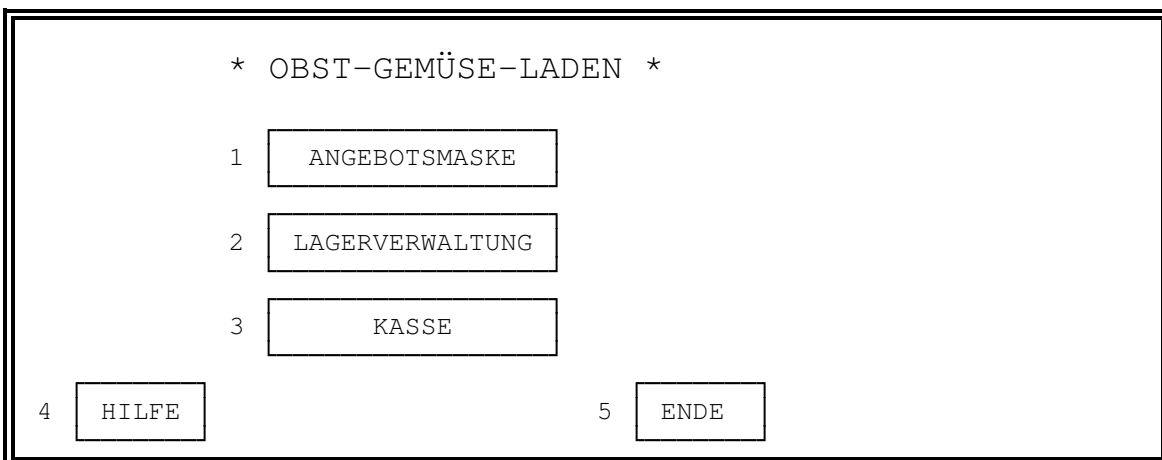 * OBST-GEMÜSE-LADEN *
1 ANGEBOTSMASKE
2 LAGERVERWALTUNG
3 KASSE
4 HILFE 5 ENDE